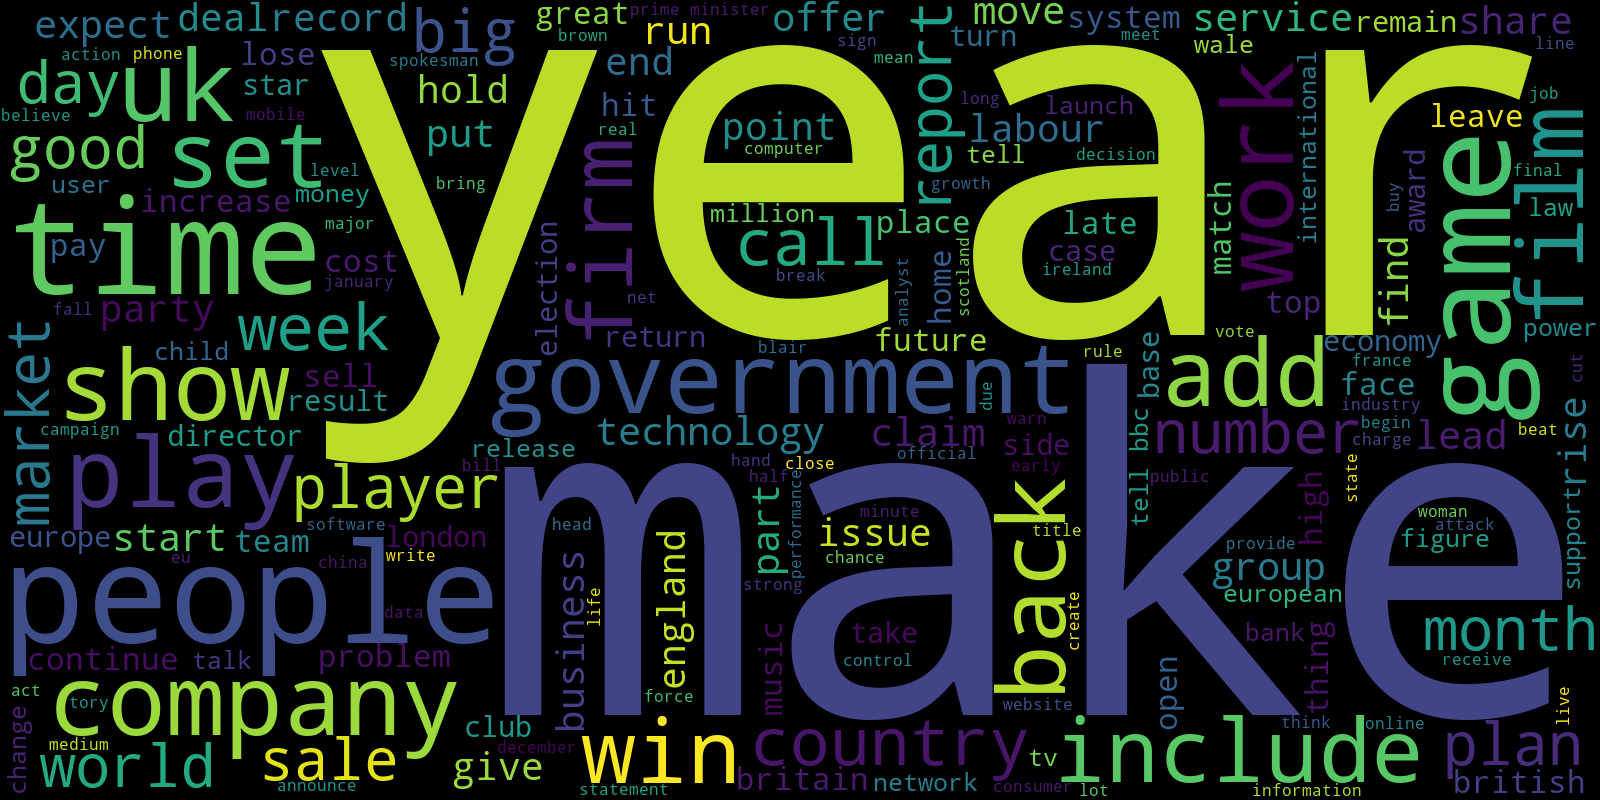 year
make
people
government
time
company
game
film
work
firm
win
back
include
country
play
show
add
uk
set
big
day
good
week
world
sale
market
player
number
month
plan
call
report
expect
deal
record
lose
star
great
prime minister
brown
spokesman
run
offer
move
system
service
remain
share
action
phone
believe
mobile
hold
end
hit
put
sign
mean
turn
meet
wale
line
job
point
computer
real
long
launch
labour
tell
decision
growth
international
leave
final
law
user
level
money
increase
major
bring
million
place
late
case
ireland
match
award
buy
find
pay
cost
january
party
fall
election
net
break
home
analyst
scotland
top
power
child
sell
result
return
blair
future
due
rule
vote
base
economy
france
face
industry
begin
charge
cut
campaign
director
release
technology
claim
warn
side
official
early
tell bbc
lead
beat
support
rise
bill
hand
half
close
part
performance
issue
minute
chance
title
public
high
state
woman
attack
figure
software
head
europe
start
team
london
write
eu
china
data
life
england
strong
provide
group
european
create
bank
thing
receive
continue
talk
problem
business
take
control
music
force
website
open
think
online
live
act
tory
change
medium
club
december
give
announce
statement
britain
network
consumer
tv
lot
information
british